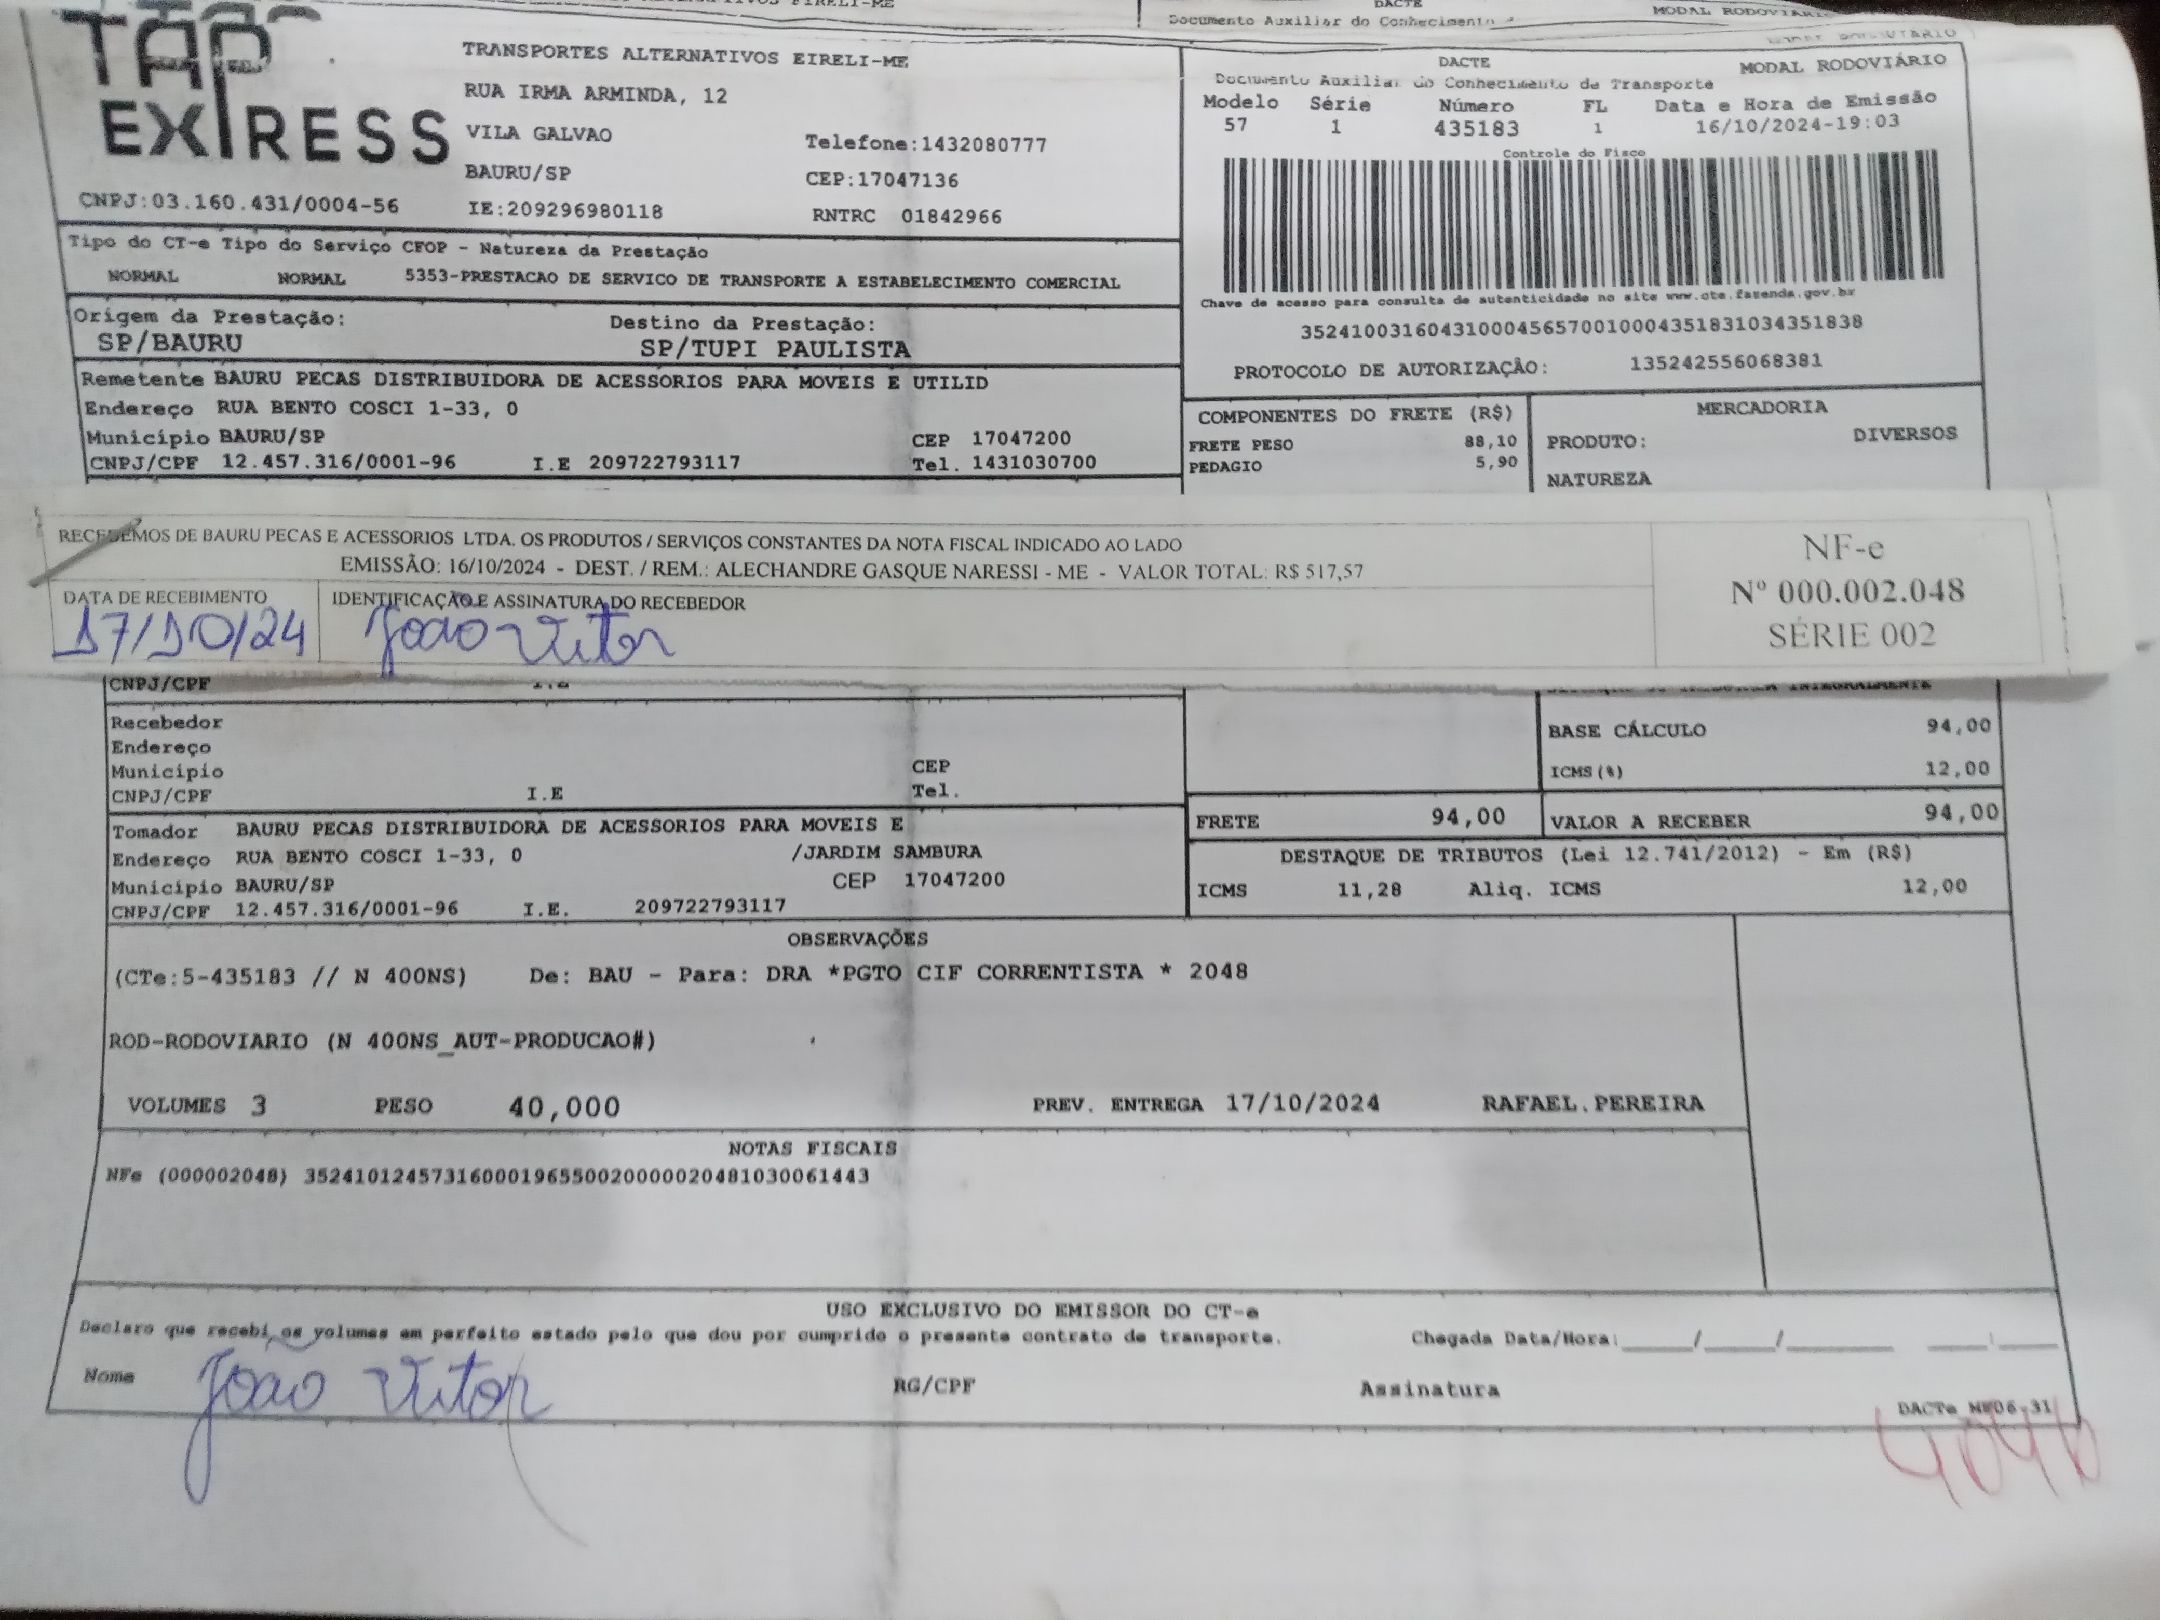 DACTE
Documento Auxiliar do Conhecimento
MODAL RODOVIÁRIO
TAP
EXPRESS
TRANSPORTES ALTERNATIVOS EIRELI-ME
RUA IRMA ARMINDA, 12
VILA GALVAO Telefone:1432080777
BAURU/SP CEP:17047136
CNPJ:03.160.431/0004-56 IE:209296980118 RNTRC 01842966
DACTE MODAL RODOVIÁRIO
Documento Auxiliar do Conhecimento de Transporte
Modelo Série Número FL Data e Hora de Emissão
57 1 435183 1 16/10/2024-19:03
Controle do Fisco
Chave de acesso para consulta de autenticidade no site www.cte.fazenda.gov.br
35241003160431000456570010004351831034351838
PROTOCOLO DE AUTORIZAÇÃO: 135242556068381
Tipo do CT-e Tipo do Serviço CFOP - Natureza da Prestação
NORMAL NORMAL 5353-PRESTACAO DE SERVICO DE TRANSPORTE A ESTABELECIMENTO COMERCIAL
Origem da Prestação: Destino da Prestação:
SP/BAURU SP/TUPI PAULISTA
Remetente BAURU PECAS DISTRIBUIDORA DE ACESSORIOS PARA MOVEIS E UTILID
Endereço RUA BENTO COSCI 1-33, 0
Município BAURU/SP CEP 17047200
CNPJ/CPF 12.457.316/0001-96 I.E 209722793117 Tel. 1431030700
COMPONENTES DO FRETE (R$)
FRETE PESO 88,10
PEDAGIO 5,90
MERCADORIA
PRODUTO: DIVERSOS
NATUREZA
RECEBEMOS DE BAURU PECAS E ACESSORIOS LTDA. OS PRODUTOS / SERVIÇOS CONSTANTES DA NOTA FISCAL INDICADO AO LADO
EMISSÃO: 16/10/2024 - DEST. / REM.: ALECHANDRE GASQUE NARESSI - ME - VALOR TOTAL: R$ 517,57
DATA DE RECEBIMENTO IDENTIFICAÇÃO E ASSINATURA DO RECEBEDOR
17/10/24 João Vitor
NF-e
Nº 000.002.048
SÉRIE 002
CNPJ/CPF
Recebedor
Endereço
Município CEP
CNPJ/CPF I.E Tel.
BASE CÁLCULO 94,00
ICMS(%) 12,00
FRETE 94,00 VALOR A RECEBER 94,00
Tomador BAURU PECAS DISTRIBUIDORA DE ACESSORIOS PARA MOVEIS E
Endereço RUA BENTO COSCI 1-33, 0 /JARDIM SAMBURA
Município BAURU/SP CEP 17047200
CNPJ/CPF 12.457.316/0001-96 I.E. 209722793117
DESTAQUE DE TRIBUTOS (Lei 12.741/2012) - Em (R$)
ICMS 11,28 Aliq. ICMS 12,00
OBSERVAÇÕES
(CTe:5-435183 // N 400NS) De: BAU - Para: DRA *PGTO CIF CORRENTISTA * 2048
ROD-RODOVIARIO (N 400NS_AUT-PRODUCAO#)
VOLUMES 3 PESO 40,000 PREV. ENTREGA 17/10/2024 RAFAEL.PEREIRA
NOTAS FISCAIS
NFe (000002048) 35241012457316000196550020000020481030061443
USO EXCLUSIVO DO EMISSOR DO CT-e
Declaro que recebi os volumes em perfeito estado pelo que dou por cumprido o presente contrato de transporte. Chegada Data/Hora:_____/_____/_______ ____:____
Nome João Vitor RG/CPF Assinatura
DACTe